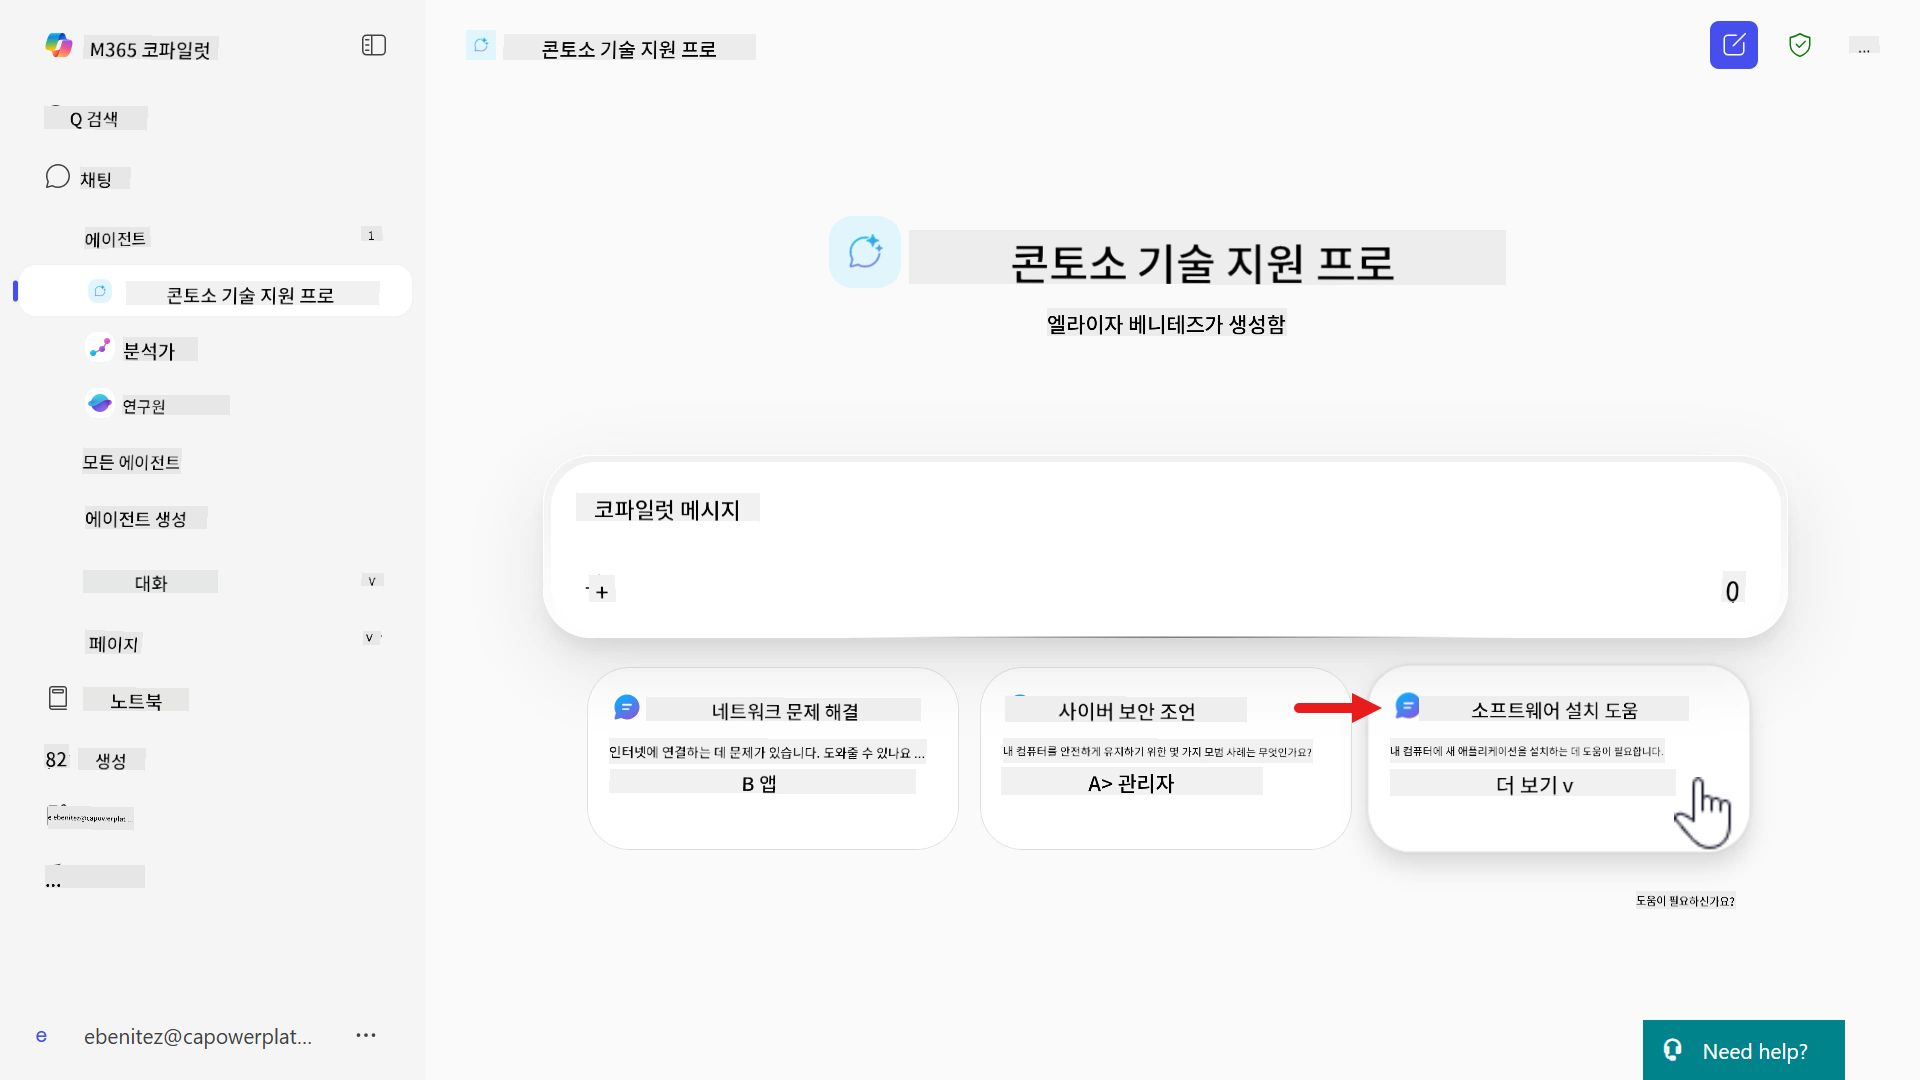 M365 코파일럿
Q 검색
채팅
에이전트
1
콘토소 기술 지원 프로
분석가
연구원
모든 에이전트
에이전트 생성
대화
v
페이지
v
노트북
82 생성
e ebenitez@capowerplat...
...
e ebenitez@capowerplat... ...
콘토소 기술 지원 프로
...
콘토소 기술 지원 프로
엘라이자 베니테즈가 생성함
코파일럿 메시지
+
0
네트워크 문제 해결
인터넷에 연결하는 데 문제가 있습니다. 도와줄 수 있나요 ...
B 앱
사이버 보안 조언
내 컴퓨터를 안전하게 유지하기 위한 몇 가지 모범 사례는 무엇인가요?
A> 관리자
소프트웨어 설치 도움
내 컴퓨터에 새 애플리케이션을 설치하는 데 도움이 필요합니다.
더 보기 v
도움이 필요하신가요?
Need help?